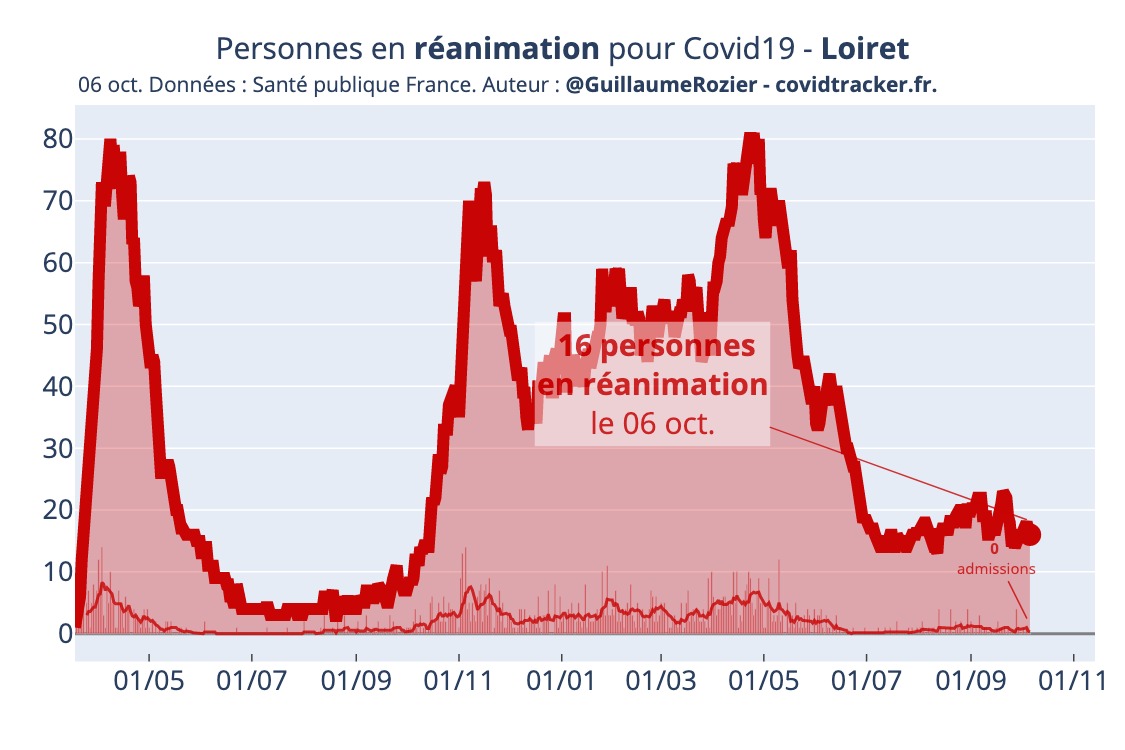 Personnes en réanimation pour Covid19 - Loiret
06 oct. Données : Santé publique France. Auteur : @GuillaumeRozier - covidtracker.fr.
80
70
60
50
40
30
20
10
0
16 personnes
en réanimation
le 06 oct.
0
admissions
01/05 01/07 01/09 01/11 01/01 01/03 01/05 01/07 01/09 01/11